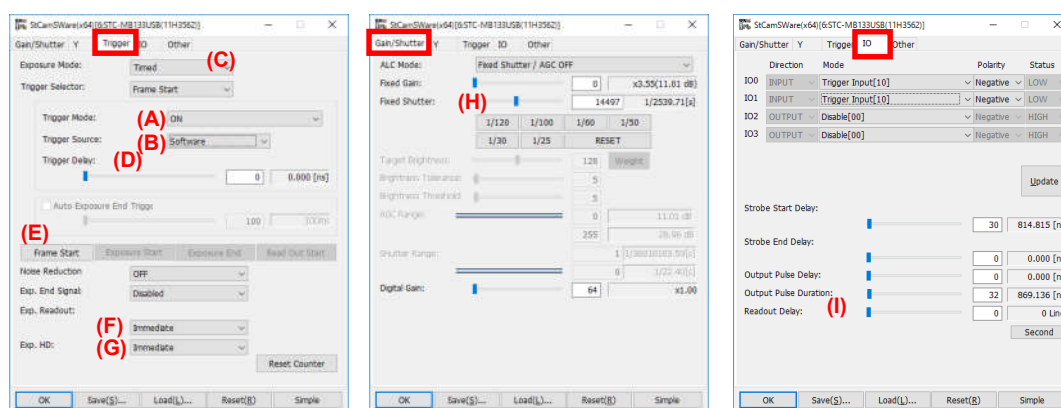 StCamSWare(x64)[6:STC-MB133USB(11H3562)]
Gain/Shutter Y Trigger IO Other
(C)
Exposure Mode: Timed
Trigger Selector: Frame Start
Trigger Mode: (A) ON
Trigger Source: (B) Software
Trigger Delay: (D)
0 0.000 [ns]
Auto Exposure End Trigge
100 100ms
(E)
Frame Start Exposure Start Exposure End Read Out Start
Noise Reduction OFF
Exp. End Signal: Disabled
Exp. Readout:
(F) Immediate
Exp. HD: (G) Immediate
Reset Counter
OK Save(S)... Load(L)... Reset(R) Simple
StCamSWare(x64)[6:STC-MB133USB(11H3562)]
Gain/Shutter Y Trigger IO Other
ALC Mode: Fixed Shutter / AGC OFF
Fixed Gain: 0 x3.55(11.01 dB)
Fixed Shutter: (H) 14497 1/2539.71[s]
1/120 1/100 1/60 1/50
1/30 1/25 RESET
Target Brightness: 128 Weight
Brightness Tolerance: 5
Brightness Threshold: 5
AGC Range: 0 11.01 dB
255 28.96 dB
Shutter Range: 1
0 1/22.40[s]
Digital Gain: 64 x1.00
OK Save(S)... Load(L)... Reset(R) Simple
StCamSWare(x64)[6:STC-MB133USB(11H3562)]
Gain/Shutter Y Trigger IO Other
Direction Mode Polarity Status
IO0 INPUT Trigger Input[10] Negative LOW
IO1 INPUT Trigger Input[10] Negative LOW
IO2 OUTPUT Disable[00] Negative HIGH
IO3 OUTPUT Disable[00] Negative HIGH
Update
Strobe Start Delay:
30 814.815 [n
Strobe End Delay:
0 0.000 [n
Output Pulse Delay: 0 0.000 [n
Output Pulse Duration: 32 869.136 [n
Readout Delay: (I) 0 0 Lin
Second
OK Save(S)... Load(L)... Reset(R) Simple